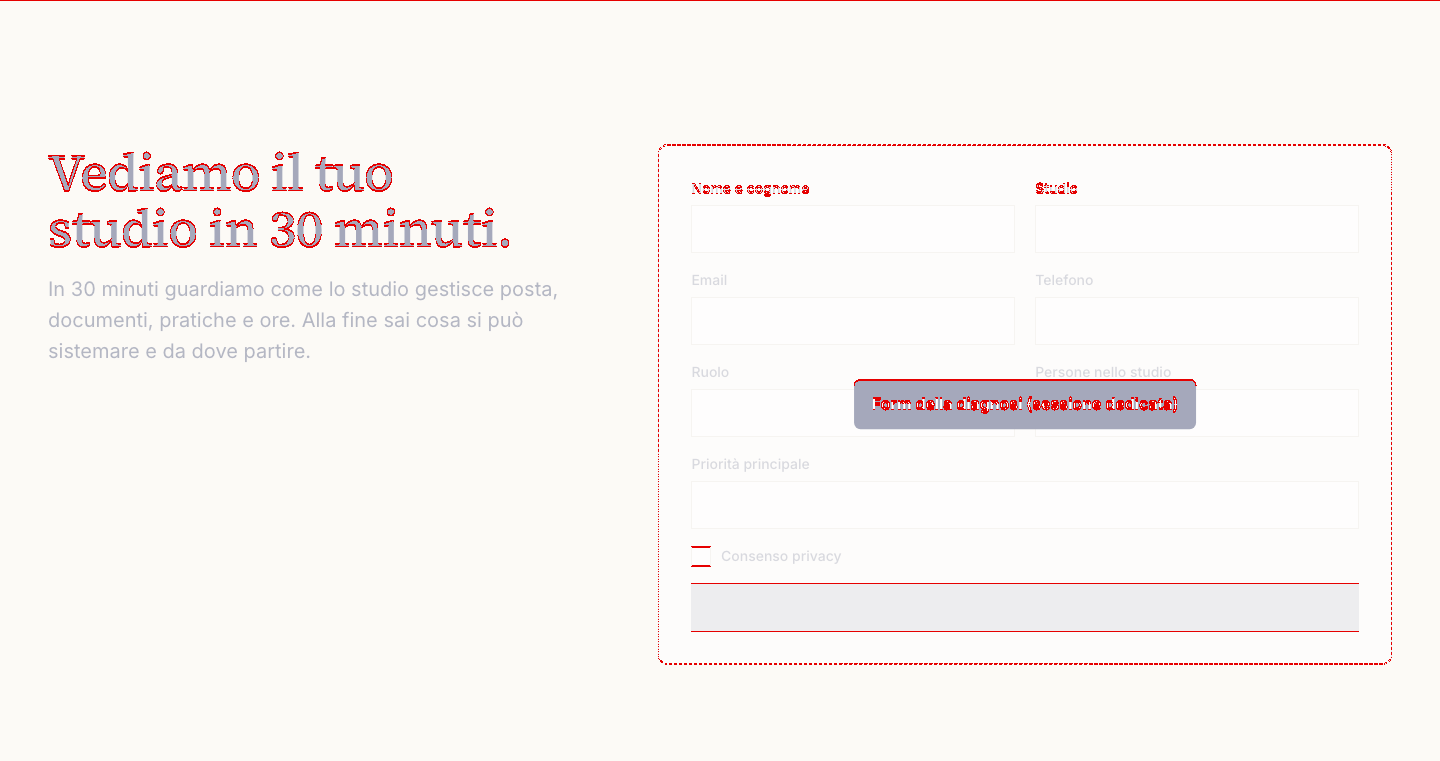 Vediamo il tuo
studio in 30 minuti.
In 30 minuti guardiamo come lo studio gestisce posta,
documenti, pratiche e ore. Alla fine sai cosa si può
sistemare e da dove partire.
Nome e cognome
Studio
Email
Telefono
Ruolo
Persone nello studio
Form della diagnosi (sessione dedicata)
Priorità principale
Consenso privacy